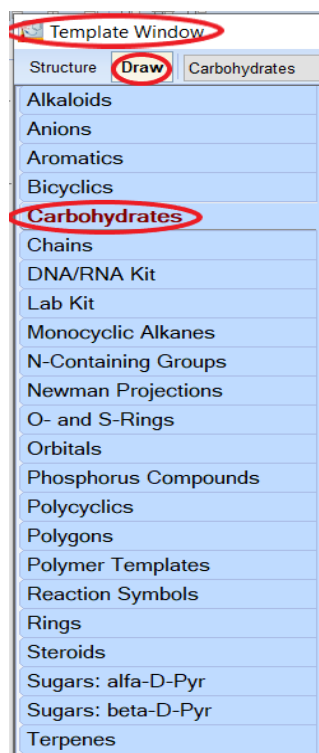 Template Window
Structure Draw Carbohydrates
Alkaloids
Anions
Aromatics
Bicyclics
Carbohydrates
Chains
DNA/RNA Kit
Lab Kit
Monocyclic Alkanes
N-Containing Groups
Newman Projections
O- and S-Rings
Orbitals
Phosphorus Compounds
Polycyclics
Polygons
Polymer Templates
Reaction Symbols
Rings
Steroids
Sugars: alfa-D-Pyr
Sugars: beta-D-Pyr
Terpenes